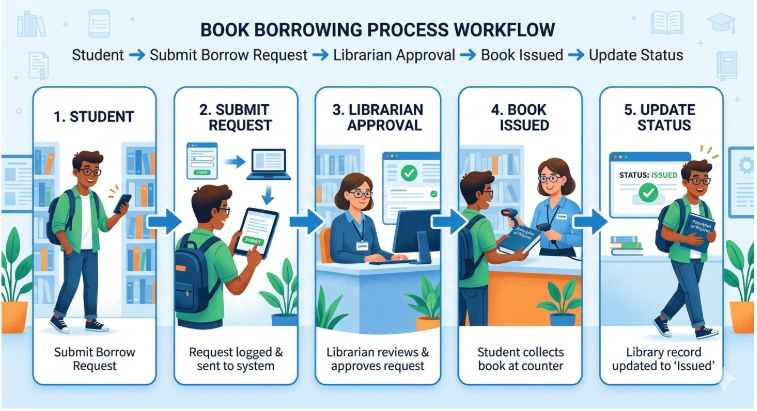 BOOK BORROWING PROCESS WORKFLOW
Student → Submit Borrow Request → Librarian Approval → Book Issued → Update Status
1. STUDENT
Submit Borrow
Request
2. SUBMIT
REQUEST
SUBMIT
SUBMIT
Request logged &
sent to system
3. LIBRARIAN
APPROVAL
Librarian reviews &
approves request
4. BOOK
ISSUED
Student collects
book at counter
5. UPDATE
STATUS
STATUS: ISSUED
Library record
updated to ‘Issued’